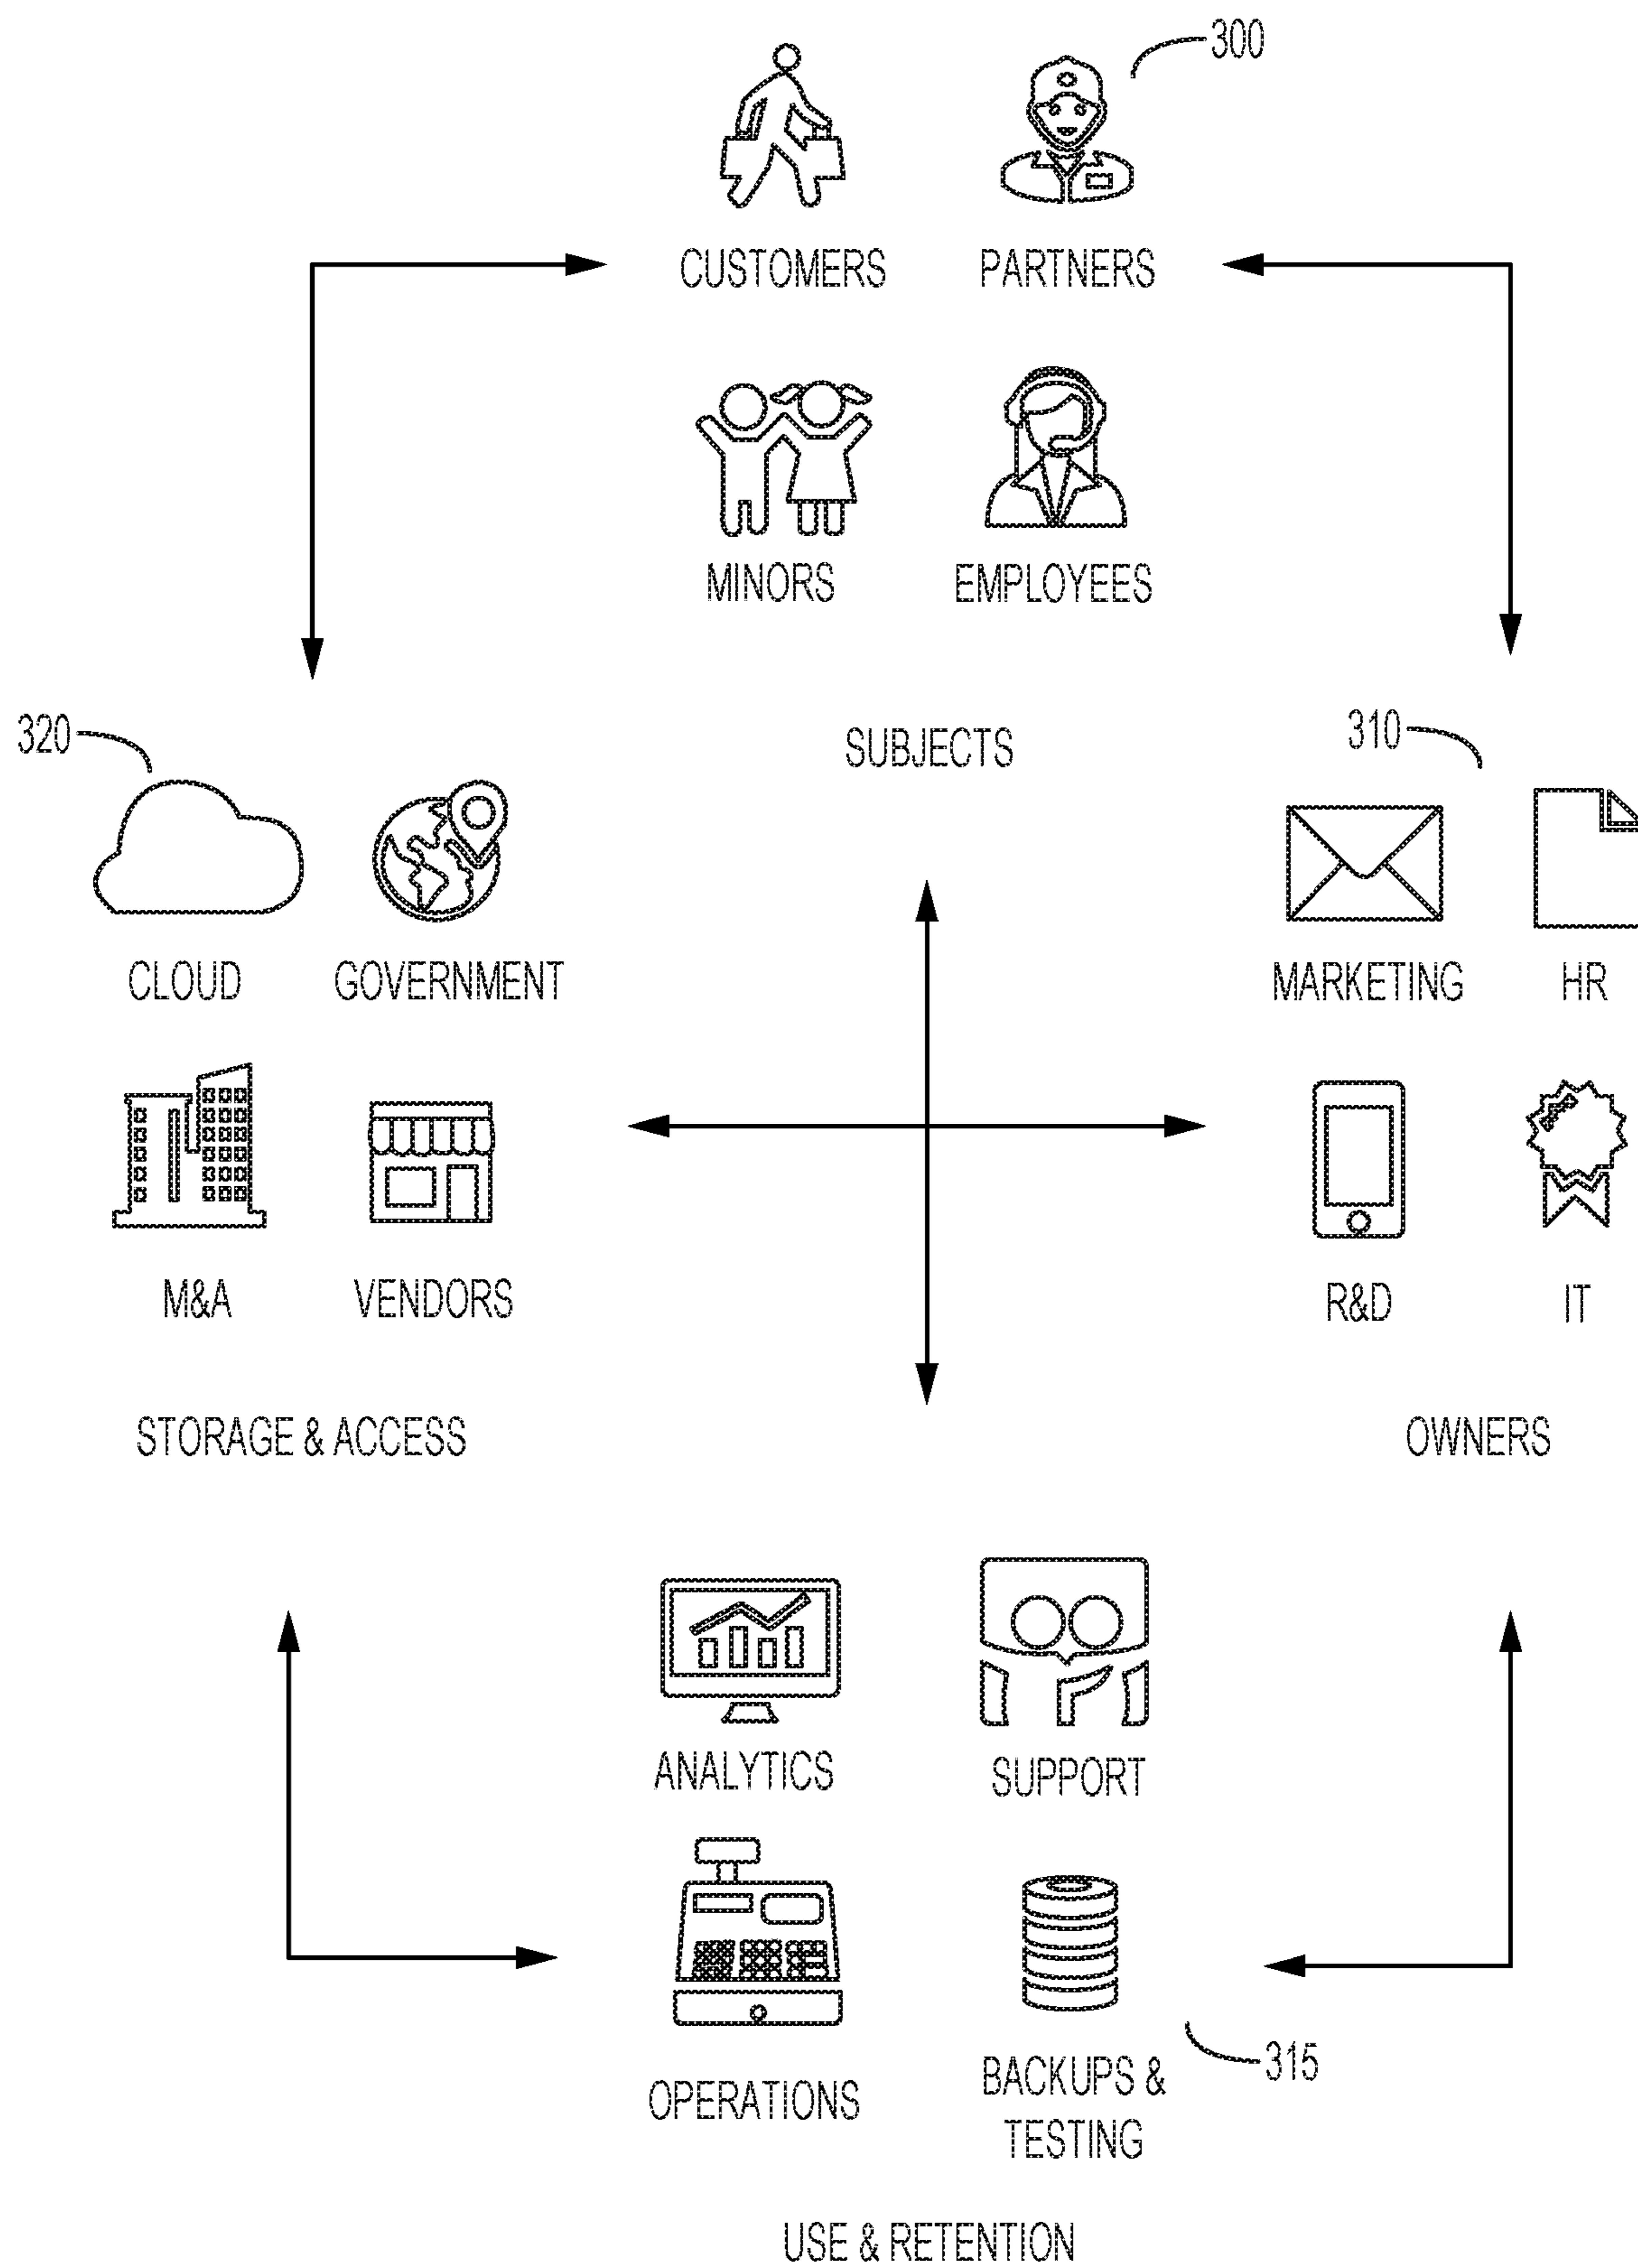 300
CUSTOMERS PARTNERS
MINORS EMPLOYEES
SUBJECTS
320
CLOUD GOVERNMENT
M&A VENDORS
STORAGE & ACCESS
310
MARKETING HR
R&D IT
OWNERS
ANALYTICS SUPPORT
OPERATIONS BACKUPS &
TESTING
315
USE & RETENTION